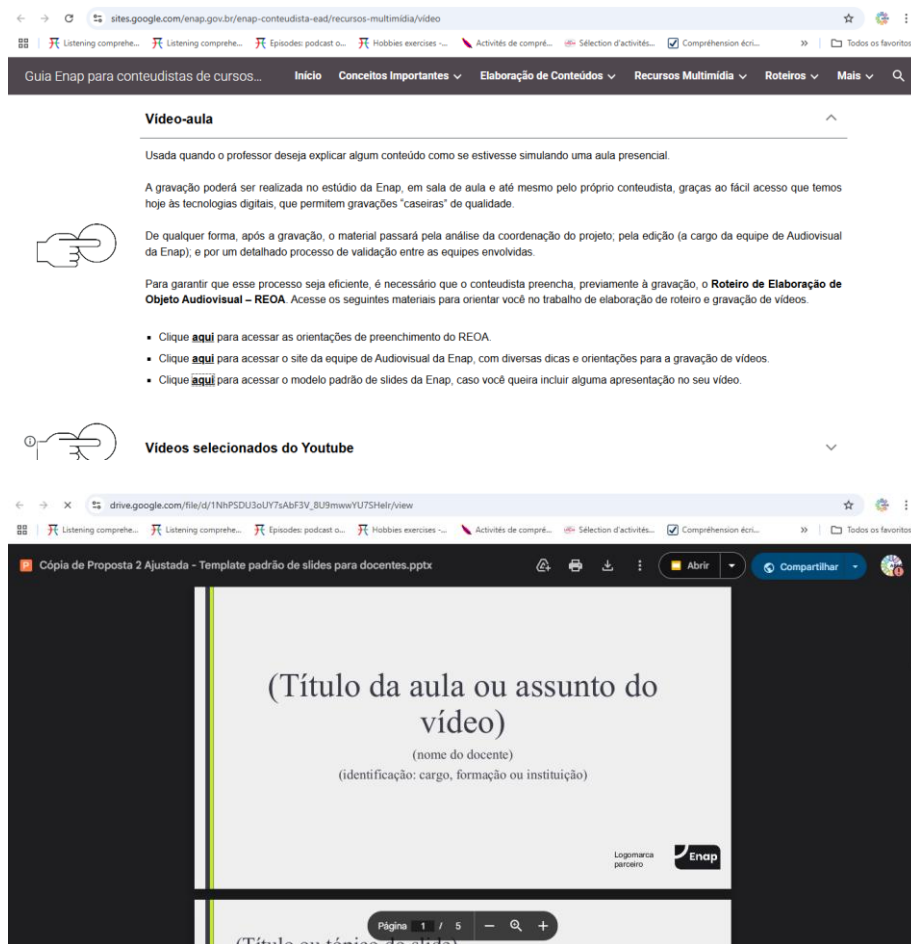 sites.google.com/enap.gov.br/enap-conteudista-ead/recursos-multimídia/vídeo
Listening comprehe... Listening comprehe... Episodes: podcast o... Hobbies exercises -... Activités de compré... Sélection d'activités... Compréhension écri... » Todos os favoritos
Guia Enap para conteudistas de cursos... Início Conceitos Importantes Elaboração de Conteúdos Recursos Multimídia Roteiros Mais
Vídeo-aula
Usada quando o professor deseja explicar algum conteúdo como se estivesse simulando uma aula presencial.
A gravação poderá ser realizada no estúdio da Enap, em sala de aula e até mesmo pelo próprio conteudista, graças ao fácil acesso que temos
hoje às tecnologias digitais, que permitem gravações "caseiras" de qualidade.
De qualquer forma, após a gravação, o material passará pela análise da coordenação do projeto; pela edição (a cargo da equipe de Audiovisual
da Enap); e por um detalhado processo de validação entre as equipes envolvidas.
Para garantir que esse processo seja eficiente, é necessário que o conteudista preencha, previamente à gravação, o Roteiro de Elaboração de
Objeto Audiovisual – REOA. Acesse os seguintes materiais para orientar você no trabalho de elaboração de roteiro e gravação de vídeos.
▪ Clique aqui para acessar as orientações de preenchimento do REOA.
▪ Clique aqui para acessar o site da equipe de Audiovisual da Enap, com diversas dicas e orientações para a gravação de vídeos.
▪ Clique aqui para acessar o modelo padrão de slides da Enap, caso você queira incluir alguma apresentação no seu vídeo.
Vídeos selecionados do Youtube
drive.google.com/file/d/1NhPSDU3oUY7sAbF3V_8U9mwwYU7SHelr/view
Listening comprehe... Listening comprehe... Episodes: podcast o... Hobbies exercises -... Activités de compré... Sélection d'activités... Compréhension écri... » Todos os favoritos
Cópia de Proposta 2 Ajustada - Template padrão de slides para docentes.pptx Abrir Compartilhar
(Título da aula ou assunto do
vídeo)
(nome do docente)
(identificação: cargo, formação ou instituição)
Logomarca
parceiro
Enap
Página 1 / 5
(Título ou tópico do slide)